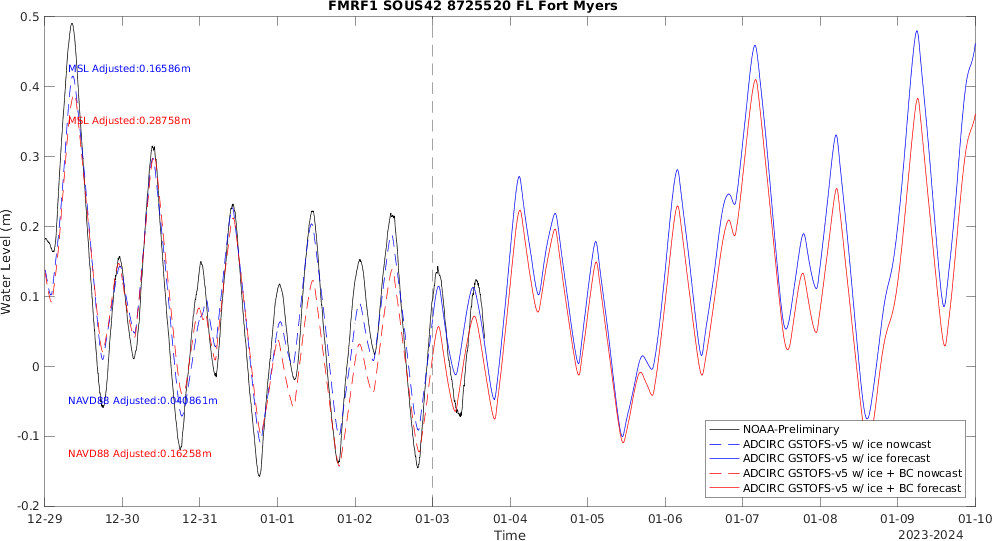 FMRF1 SOUS42 8725520 FL Fort Myers
0.5
0.4
0.3
0.2
0.1
0
-0.1
-0.2
Water Level (m)
MSL Adjusted:0.16586m
MSL Adjusted:0.28758m
NAVD88 Adjusted:0.040861m
NAVD88 Adjusted:0.16258m
NOAA-Preliminary
ADCIRC GSTOFS-v5 w/ ice nowcast
ADCIRC GSTOFS-v5 w/ ice forecast
ADCIRC GSTOFS-v5 w/ ice + BC nowcast
ADCIRC GSTOFS-v5 w/ ice + BC forecast
12-29 12-30 12-31 01-01 01-02 01-03 01-04 01-05 01-06 01-07 01-08 01-09 01-10
Time
2023-2024